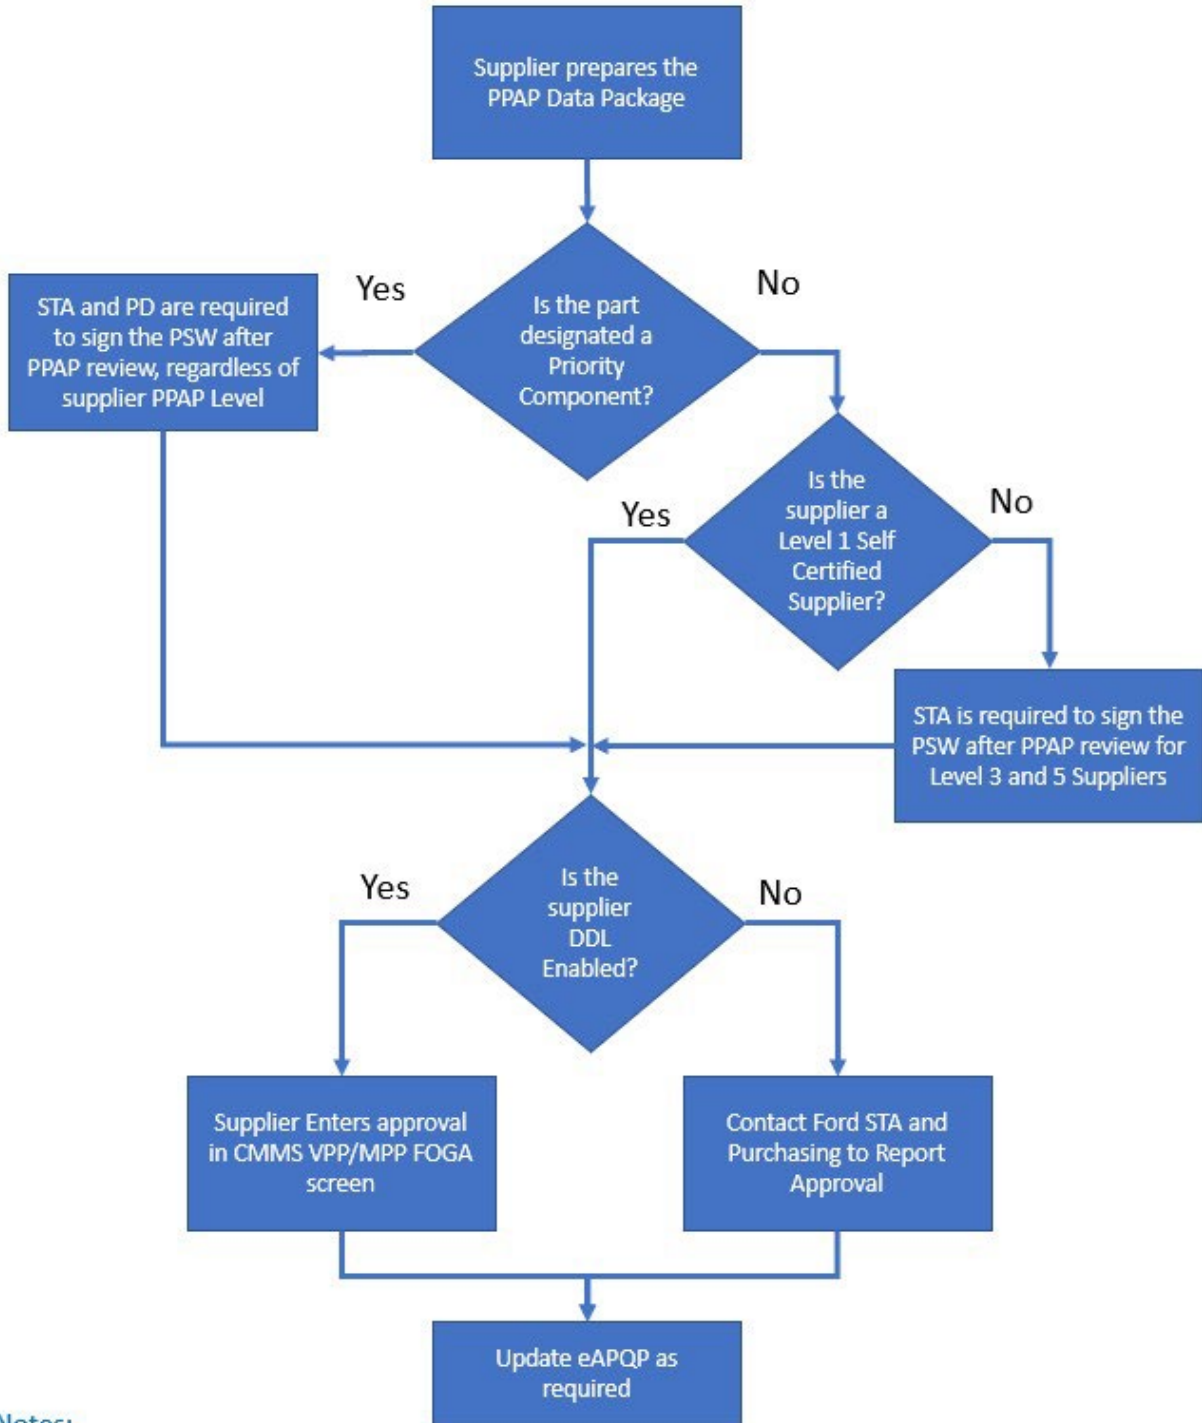 Supplier prepares the
PPAP Data Package
Yes
No
Is the part
designated a
Priority
Component?
STA and PD are required
to sign the PSW after
PPAP review, regardless of
supplier PPAP Level
Yes
No
Is the
supplier a
Level 1 Self
Certified
Supplier?
STA is required to sign the
PSW after PPAP review for
Level 3 and 5 Suppliers
Yes
No
Is the
supplier
DDL
Enabled?
Supplier Enters approval
in CMMS VPP/MPP FOGA
screen
Contact Ford STA and
Purchasing to Report
Approval
Update eAPQP as
required
Notes: